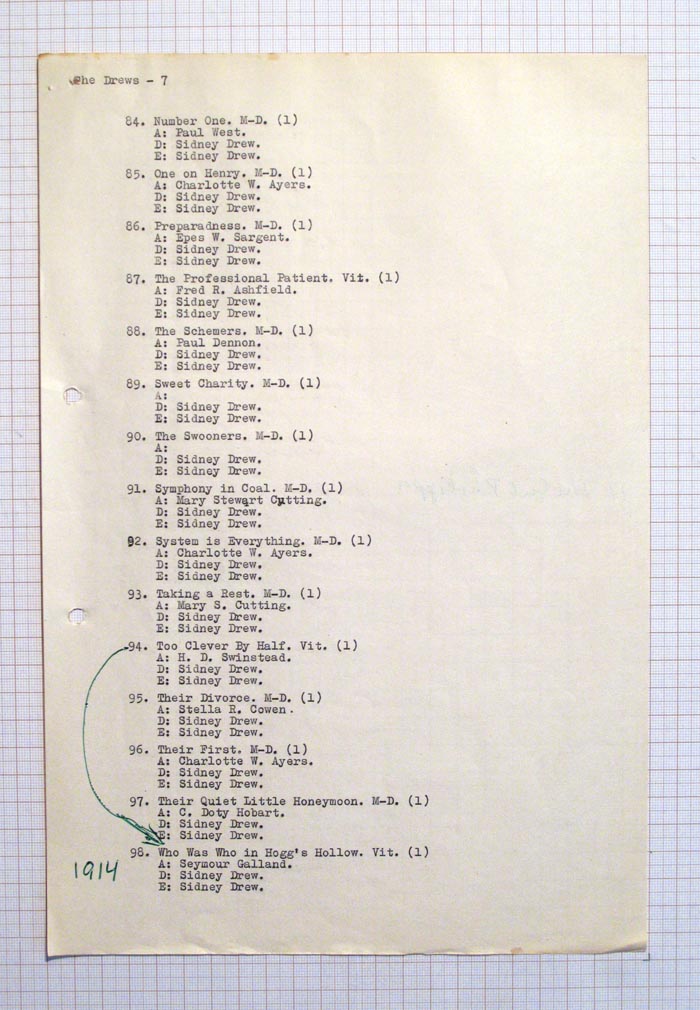 The Drews - 7
84. Number One. M-D. (1)
A: Paul West.
D: Sidney Drew.
E: Sidney Drew.
85. One on Henry. M-D. (1)
A: Charlotte W. Ayers.
D: Sidney Drew.
E: Sidney Drew.
86. Preparadness. M-D. (1)
A: Epes W. Sargent.
D: Sidney Drew.
E: Sidney Drew.
87. The Professional Patient. Vit. (1)
A: Fred R. Ashfield.
D: Sidney Drew.
E: Sidney Drew.
88. The Schemers. M-D. (1)
A: Paul Dennon.
D: Sidney Drew.
E: Sidney Drew.
89. Sweet Charity. M-D. (1)
A:
D: Sidney Drew.
E: Sidney Drew.
90. The Swooners. M-D. (1)
A:
D: Sidney Drew.
E: Sidney Drew.
91. Symphony in Coal. M-D. (1)
A: Mary Stewart Cutting.
D: Sidney Drew.
E: Sidney Drew.
92. System is Everything. M-D. (1)
A: Charlotte W. Ayers.
D: Sidney Drew.
E: Sidney Drew.
93. Taking a Rest. M-D. (1)
A: Mary S. Cutting.
D: Sidney Drew.
E: Sidney Drew.
94. Too Clever By Half. Vit. (1)
A: H. D. Swinstead.
D: Sidney Drew.
E: Sidney Drew.
95. Their Divorce. M-D. (1)
A: Stella R. Cowen.
D: Sidney Drew.
E: Sidney Drew.
96. Their First. M-D. (1)
A: Charlotte W. Ayers.
D: Sidney Drew.
E: Sidney Drew.
97. Their Quiet Little Honeymoon. M-D. (1)
A: C. Doty Hobart.
D: Sidney Drew.
E: Sidney Drew.
98. Who Was Who in Hogg's Hollow. Vit. (1)
1914 A: Seymour Galland.
D: Sidney Drew.
E: Sidney Drew.